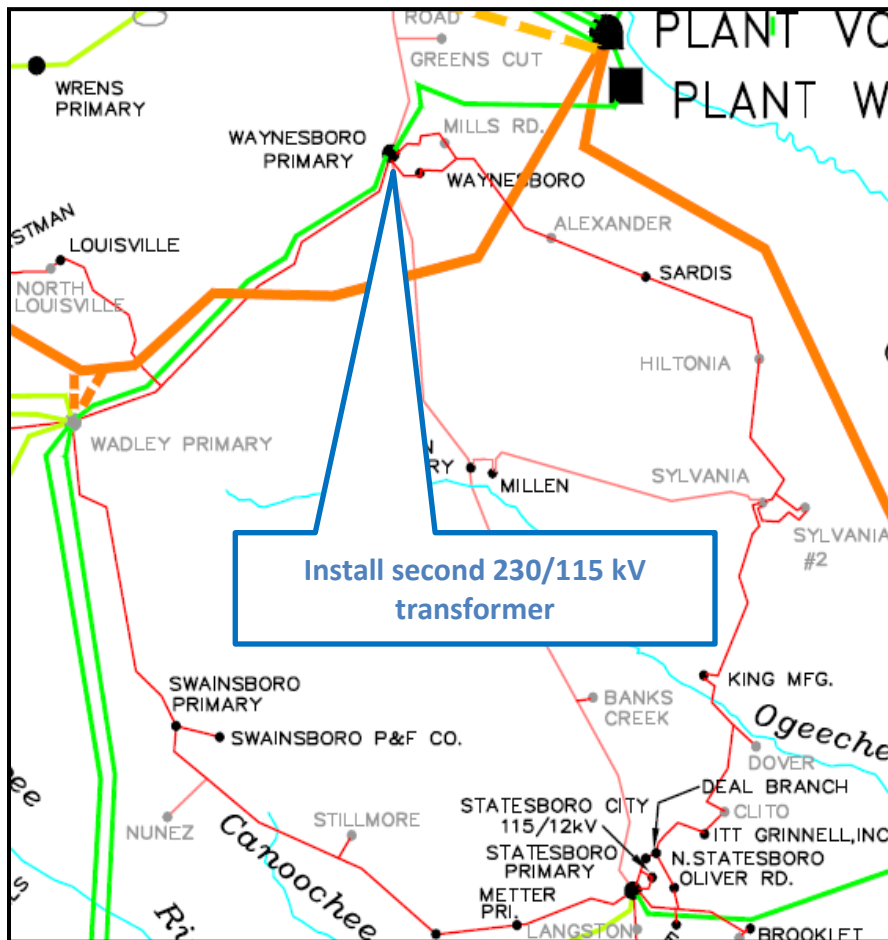 ROAD
GREENS CUT
PLANT VO
PLANT W
WRENS
PRIMARY
WAYNESBORO
PRIMARY
MILLS RD.
WAYNESBORO
ALEXANDER
STMAN
LOUISVILLE
NORTH
LOUISVILLE
SARDIS
HILTONIA
WADLEY PRIMARY
N
RY
MILLEN
SYLVANIA
SYLVANIA
#2
Install second 230/115 kV
transformer
SWAINSBORO
PRIMARY
SWAINSBORO P&F CO.
KING MFG.
BANKS
CREEK
Ogeeche
DOVER
DEAL BRANCH
STATESBORO CITY
115/12kV
CLITO
ITT GRINNELL,INC
STATESBORO
PRIMARY
N.STATESBORO
OLIVER RD.
NUNEZ
STILLMORE
Canoochee
ee
METTER
PRI.
LANGSTON
BROOKLET
Ri